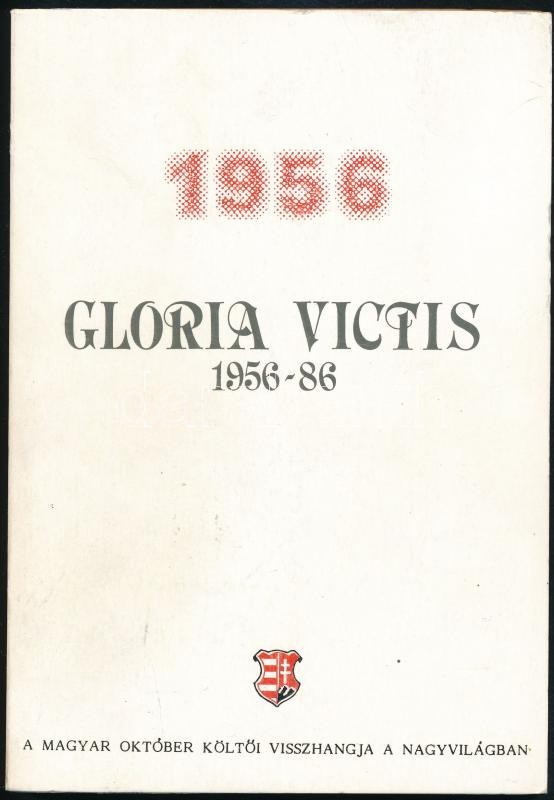 1956
GLORIA VICTIS
1956-86
A MAGYAR OKTÓBER KÖLTŐI VISSZHANGJA A NAGYVILÁGBAN